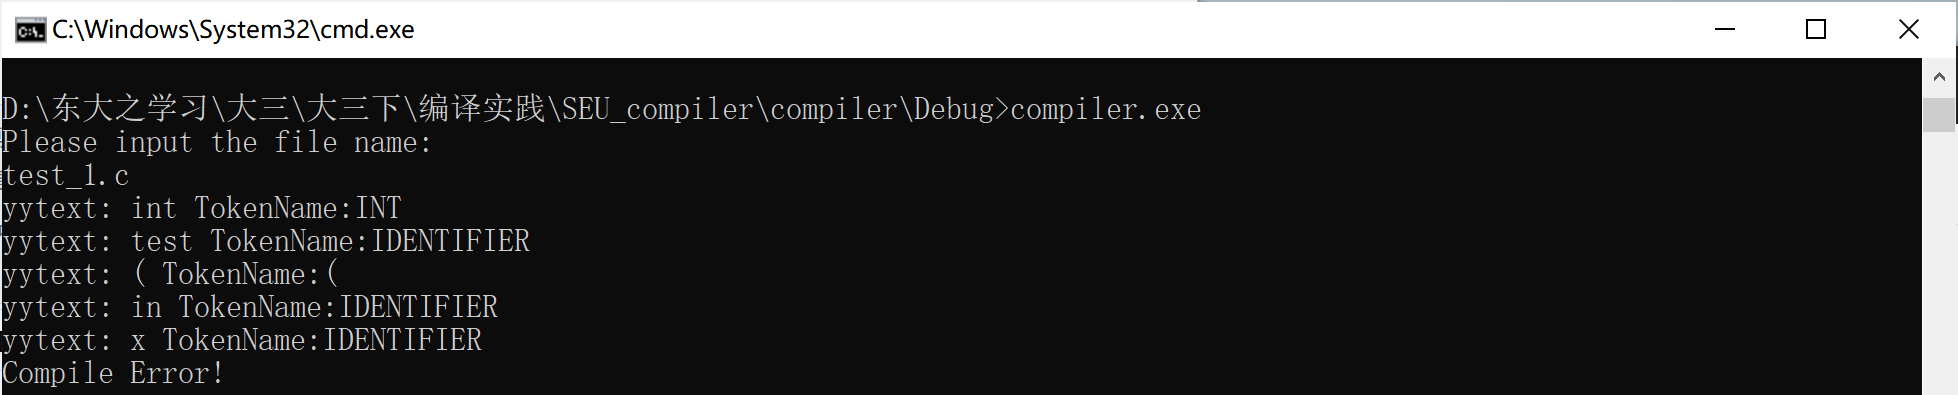 C:\Windows\System32\cmd.exe
D:\东大之学习\大三\大三下\编译实践\SEU_compiler\compiler\Debug>compiler.exe
Please input the file name:
test_1.c
yytext: int TokenName:INT
yytext: test TokenName:IDENTIFIER
yytext: ( TokenName:(
yytext: in TokenName:IDENTIFIER
yytext: x TokenName:IDENTIFIER
Compile Error!